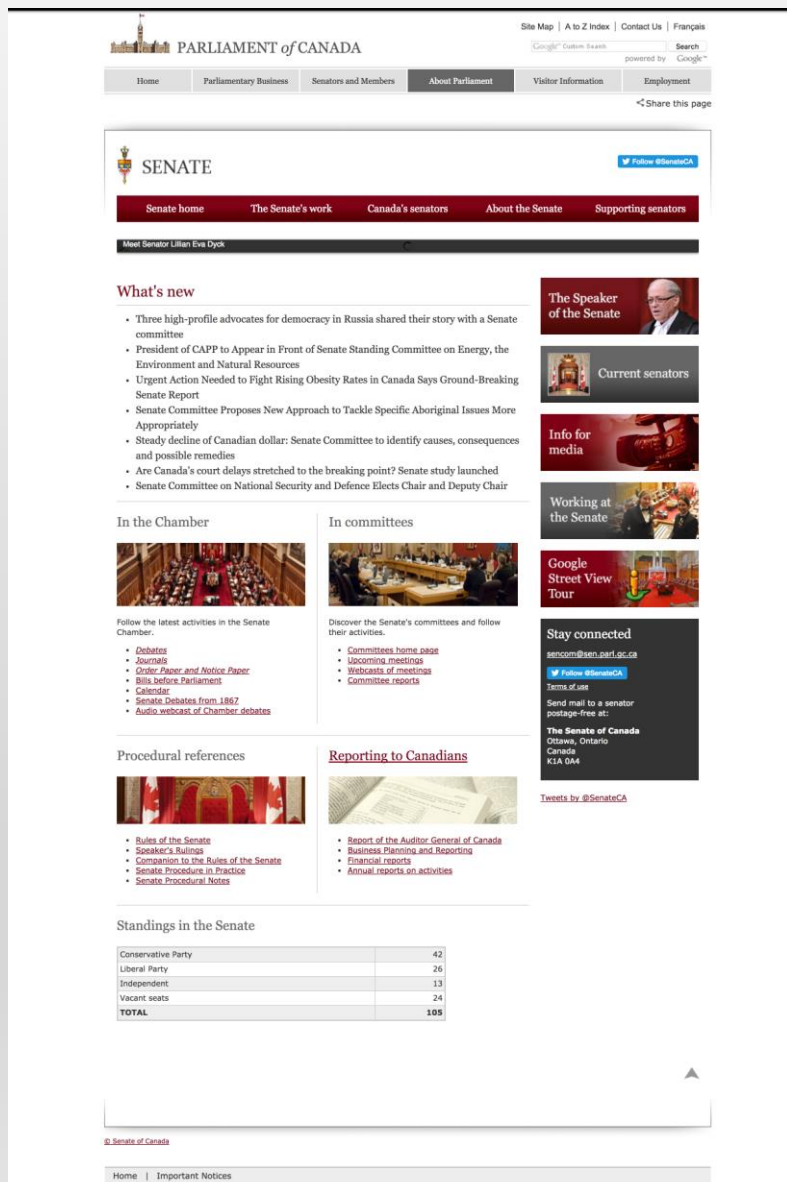 Site Map | A to Z Index | Contact Us | Français
PARLIAMENT of CANADA
Google™ Custom Search Search
powered by Google™
Home Parliamentary Business Senators and Members About Parliament Visitor Information Employment
Share this page
SENATE
Follow @SenateCA
Senate home The Senate's work Canada's senators About the Senate Supporting senators
Meet Senator Lillian Eva Dyck
What's new
• Three high-profile advocates for democracy in Russia shared their story with a Senate
committee
• President of CAPP to Appear in Front of Senate Standing Committee on Energy, the
Environment and Natural Resources
• Urgent Action Needed to Fight Rising Obesity Rates in Canada Says Ground-Breaking
Senate Report
• Senate Committee Proposes New Approach to Tackle Specific Aboriginal Issues More
Appropriately
• Steady decline of Canadian dollar: Senate Committee to identify causes, consequences
and possible remedies
• Are Canada's court delays stretched to the breaking point? Senate study launched
• Senate Committee on National Security and Defence Elects Chair and Deputy Chair
In the Chamber
Follow the latest activities in the Senate
Chamber.
• Debates
• Journals
• Order Paper and Notice Paper
• Bills before Parliament
• Calendar
• Senate Debates from 1867
• Audio webcast of Chamber debates
In committees
Discover the Senate's committees and follow
their activities.
• Committees home page
• Upcoming meetings
• Webcasts of meetings
• Committee reports
Procedural references
• Rules of the Senate
• Speaker's Rulings
• Companion to the Rules of the Senate
• Senate Procedure in Practice
• Senate Procedural Notes
Reporting to Canadians
• Report of the Auditor General of Canada
• Business Planning and Reporting
• Financial reports
• Annual reports on activities
Standings in the Senate
Conservative Party 42
Liberal Party 26
Independent 13
Vacant seats 24
TOTAL 105
The Speaker
of the Senate
Current senators
Info for
media
Working at
the Senate
Google
Street View
Tour
Stay connected
sencom@sen.parl.gc.ca
Follow @SenateCA
Terms of use
Send mail to a senator
postage-free at:
The Senate of Canada
Ottawa, Ontario
Canada
K1A 0A4
Tweets by @SenateCA
© Senate of Canada
Home | Important Notices